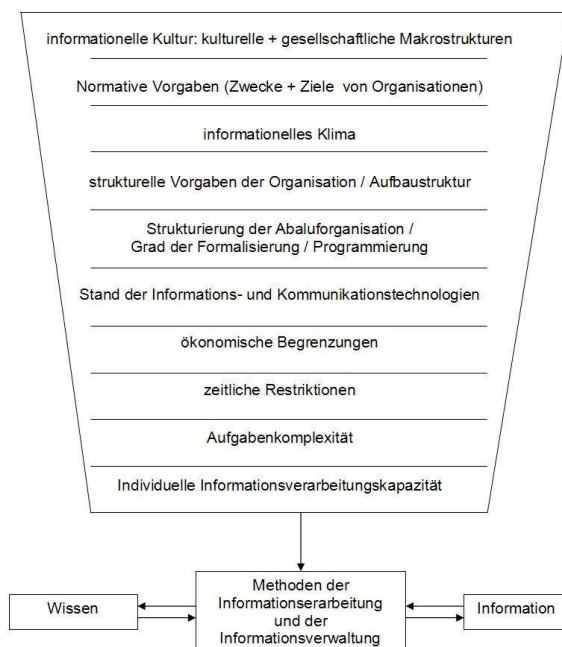 informationelle Kultur: kulturelle + gesellschaftliche Makrostrukturen
Normative Vorgaben (Zwecke + Ziele von Organisationen)
informationelles Klima
strukturelle Vorgaben der Organisation / Aufbaustruktur
Strukturierung der Abaluforganisation /
Grad der Formalisierung / Programmierung
Stand der Informations- und Kommunikationstechnologien
ökonomische Begrenzungen
zeitliche Restriktionen
Aufgabenkomplexität
Individuelle Informationsverarbeitungskapazität
Wissen
Methoden der
Informationserarbeitung
und der
Informationsverwaltung
Information